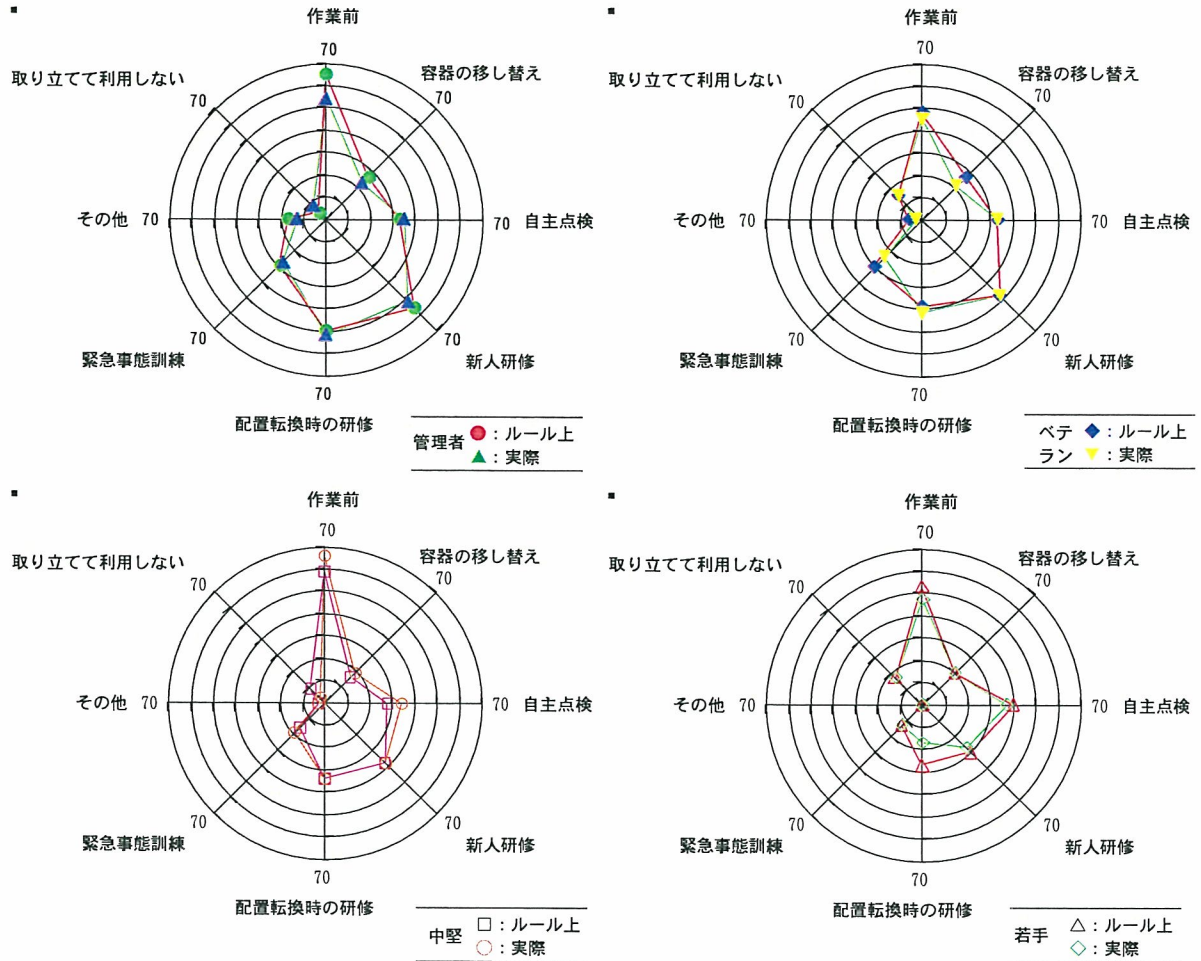 作業前
70
取り立てて利用しない
70
容器の移し替え
70
その他 70
70 自主点検
緊急事態訓練
70
新人研修
70
70
配置転換時の研修
管理者 ●：ルール上
▲：実際
作業前
70
取り立てて利用しない
70
容器の移し替え
70
その他 70
70 自主点検
緊急事態訓練
70
新人研修
70
70
配置転換時の研修
ベテ ◆：ルール上
ラン ▼：実際
作業前
70
取り立てて利用しない
70
容器の移し替え
70
その他 70
70 自主点検
緊急事態訓練
70
新人研修
70
70
配置転換時の研修
中堅 □：ルール上
○：実際
作業前
70
取り立てて利用しない
70
容器の移し替え
70
その他 70
70 自主点検
緊急事態訓練
70
新人研修
70
70
配置転換時の研修
若手 △：ルール上
◇：実際